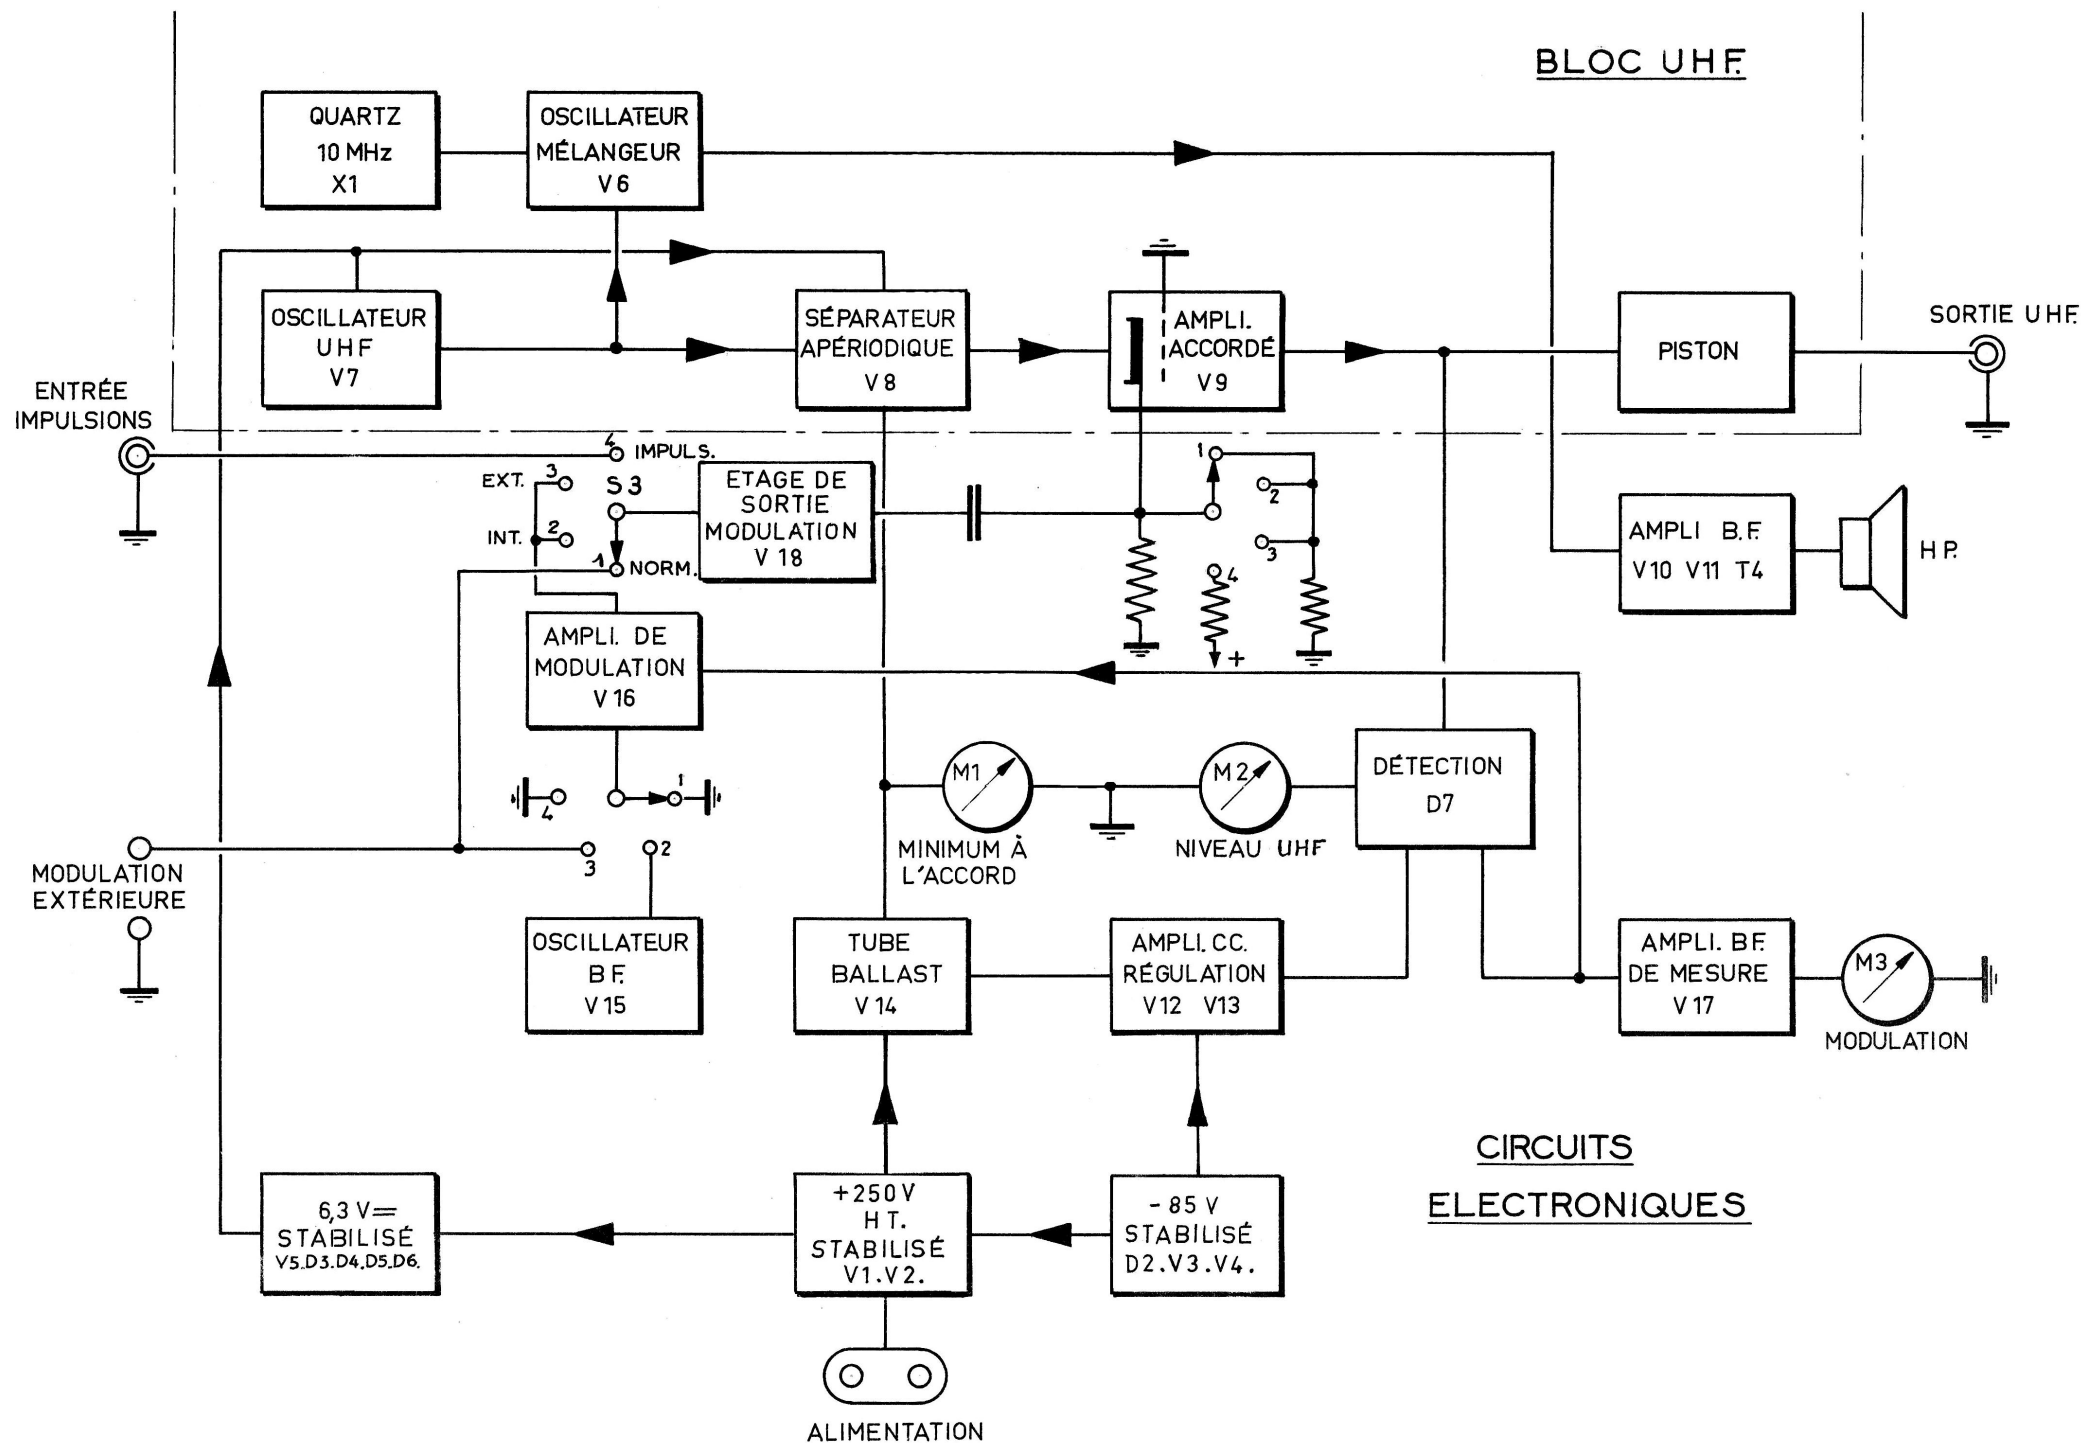 BLOC UHF.
QUARTZ
10 MHz
X1
OSCILLATEUR
MÉLANGEUR
V6
OSCILLATEUR
UHF
V7
SÉPARATEUR
APÉRIODIQUE
V8
AMPLI.
ACCORDÉ
V9
PISTON
SORTIE UHF.
ENTRÉE
IMPULSIONS
4 IMPULS.
EXT. 3
S3
INT. 2
1 NORM.
ETAGE DE
SORTIE
MODULATION
V 18
1
2
3
4
+
AMPLI B.F.
V10 V11 T4
H.P.
AMPLI. DE
MODULATION
V 16
4
1
3
2
MODULATION
EXTÉRIEURE
M1
MINIMUM À
L'ACCORD
M2
NIVEAU UHF
DÉTECTION
D7
OSCILLATEUR
B.F.
V 15
TUBE
BALLAST
V 14
AMPLI. CC.
RÉGULATION
V12 V13
AMPLI. B.F.
DE MESURE
V 17
M3
MODULATION
6,3 V=
STABILISÉ
V5.D3.D4.D5.D6.
+250 V
H T.
STABILISÉ
V1.V2.
-85 V
STABILISÉ
D2.V3.V4.
CIRCUITS
ELECTRONIQUES
ALIMENTATION